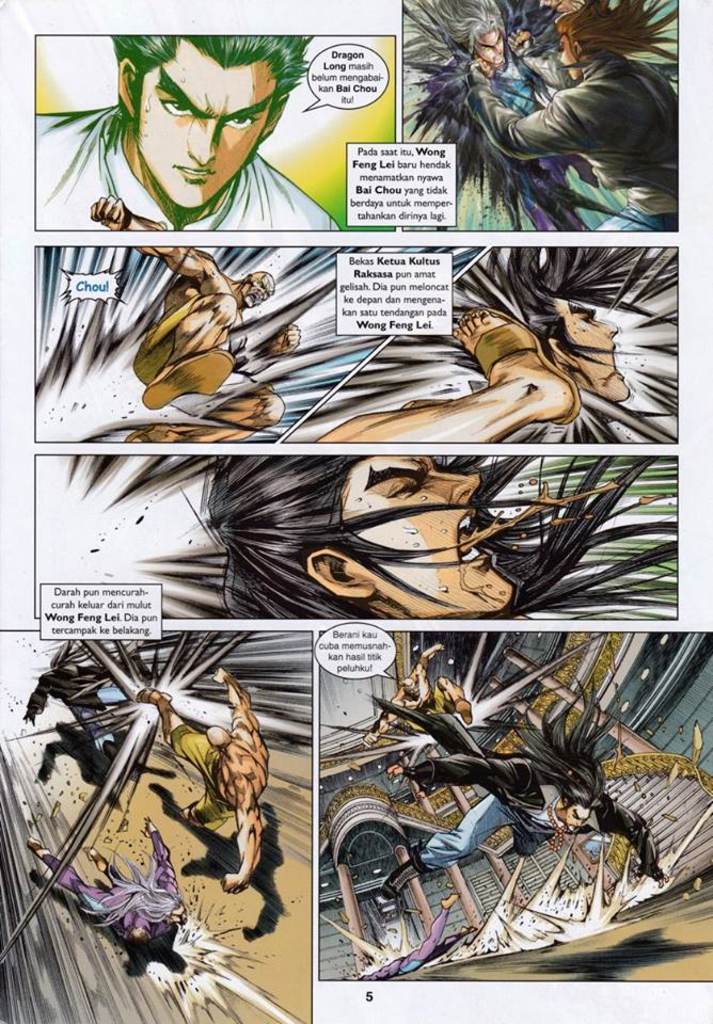 Dragon
Long masih
belum mengabai-
kan Bai Chou
itu!
Pada saat itu, Wong
Feng Lei baru hendak
menamatkan nyawa
Bai Chou yang tidak
berdaya untuk memper-
tahankan dirinya lagi.
Chou!
Bekas Ketua Kultus
Raksasa pun amat
gelisah. Dia pun meloncat
ke depan dan mengena-
kan satu tendangan pada
Wong Feng Lei.
Darah pun mencurah-
curah keluar dari mulut
Wong Feng Lei. Dia pun
tercampak ke belakang.
Berani kau
cuba memusnah-
kan hasil titik
peluhku!
5